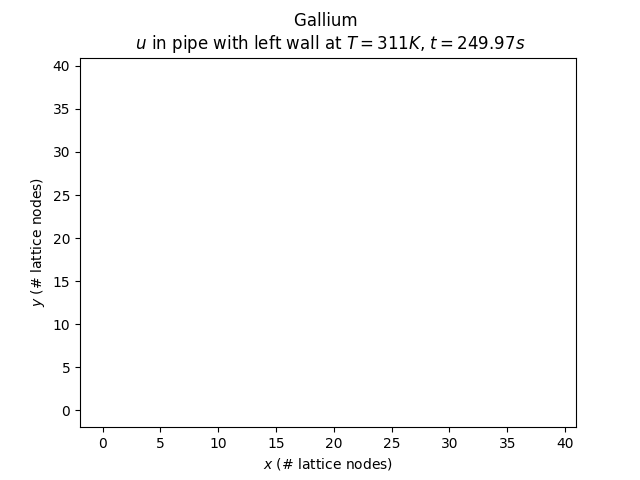 Gallium
u in pipe with left wall at T = 311K, t = 249.97s
40
35
30
25
20
15
10
5
0
y (# lattice nodes)
0 5 10 15 20 25 30 35 40
x (# lattice nodes)